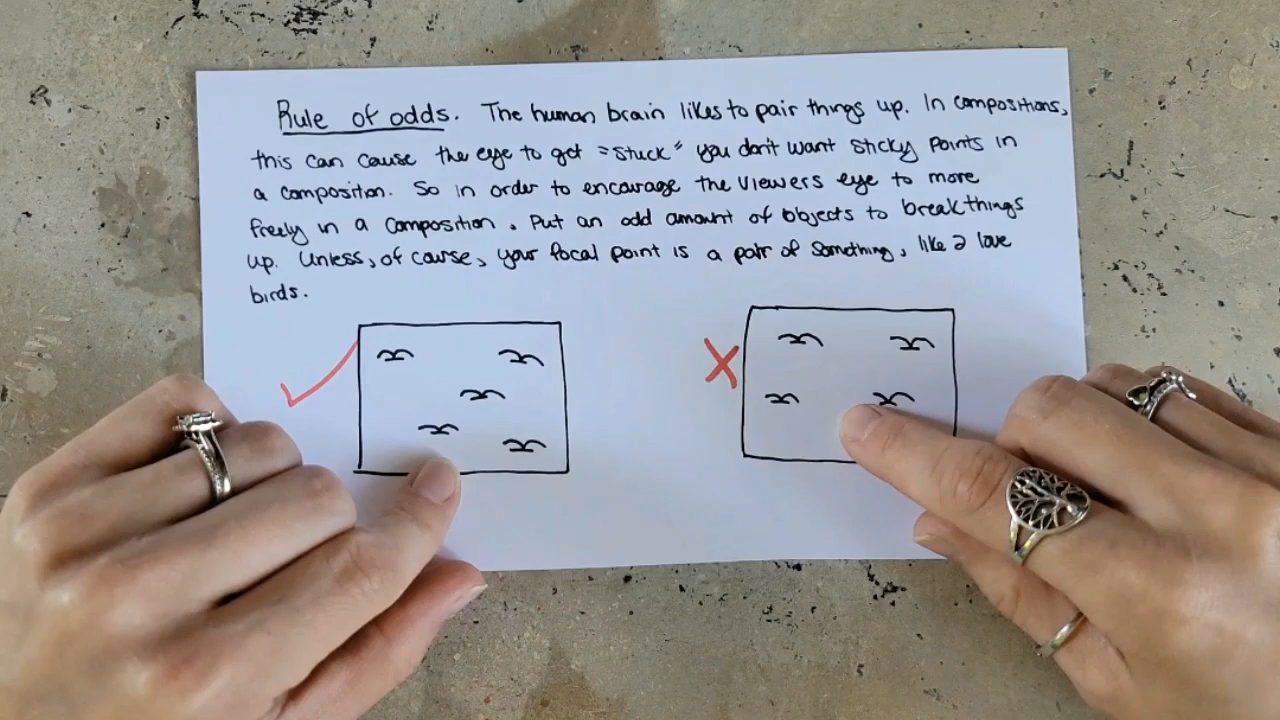 Rule of odds. The human brain likes to pair things up. In compositions,
this can cause the eye to get "stuck" you don't want sticky points in
a composition. So in order to encourage the viewers eye to more
freely in a composition. Put an odd amount of objects to break things
up. Unless, of course, your focal point is a pair of something, like 2 love
birds.